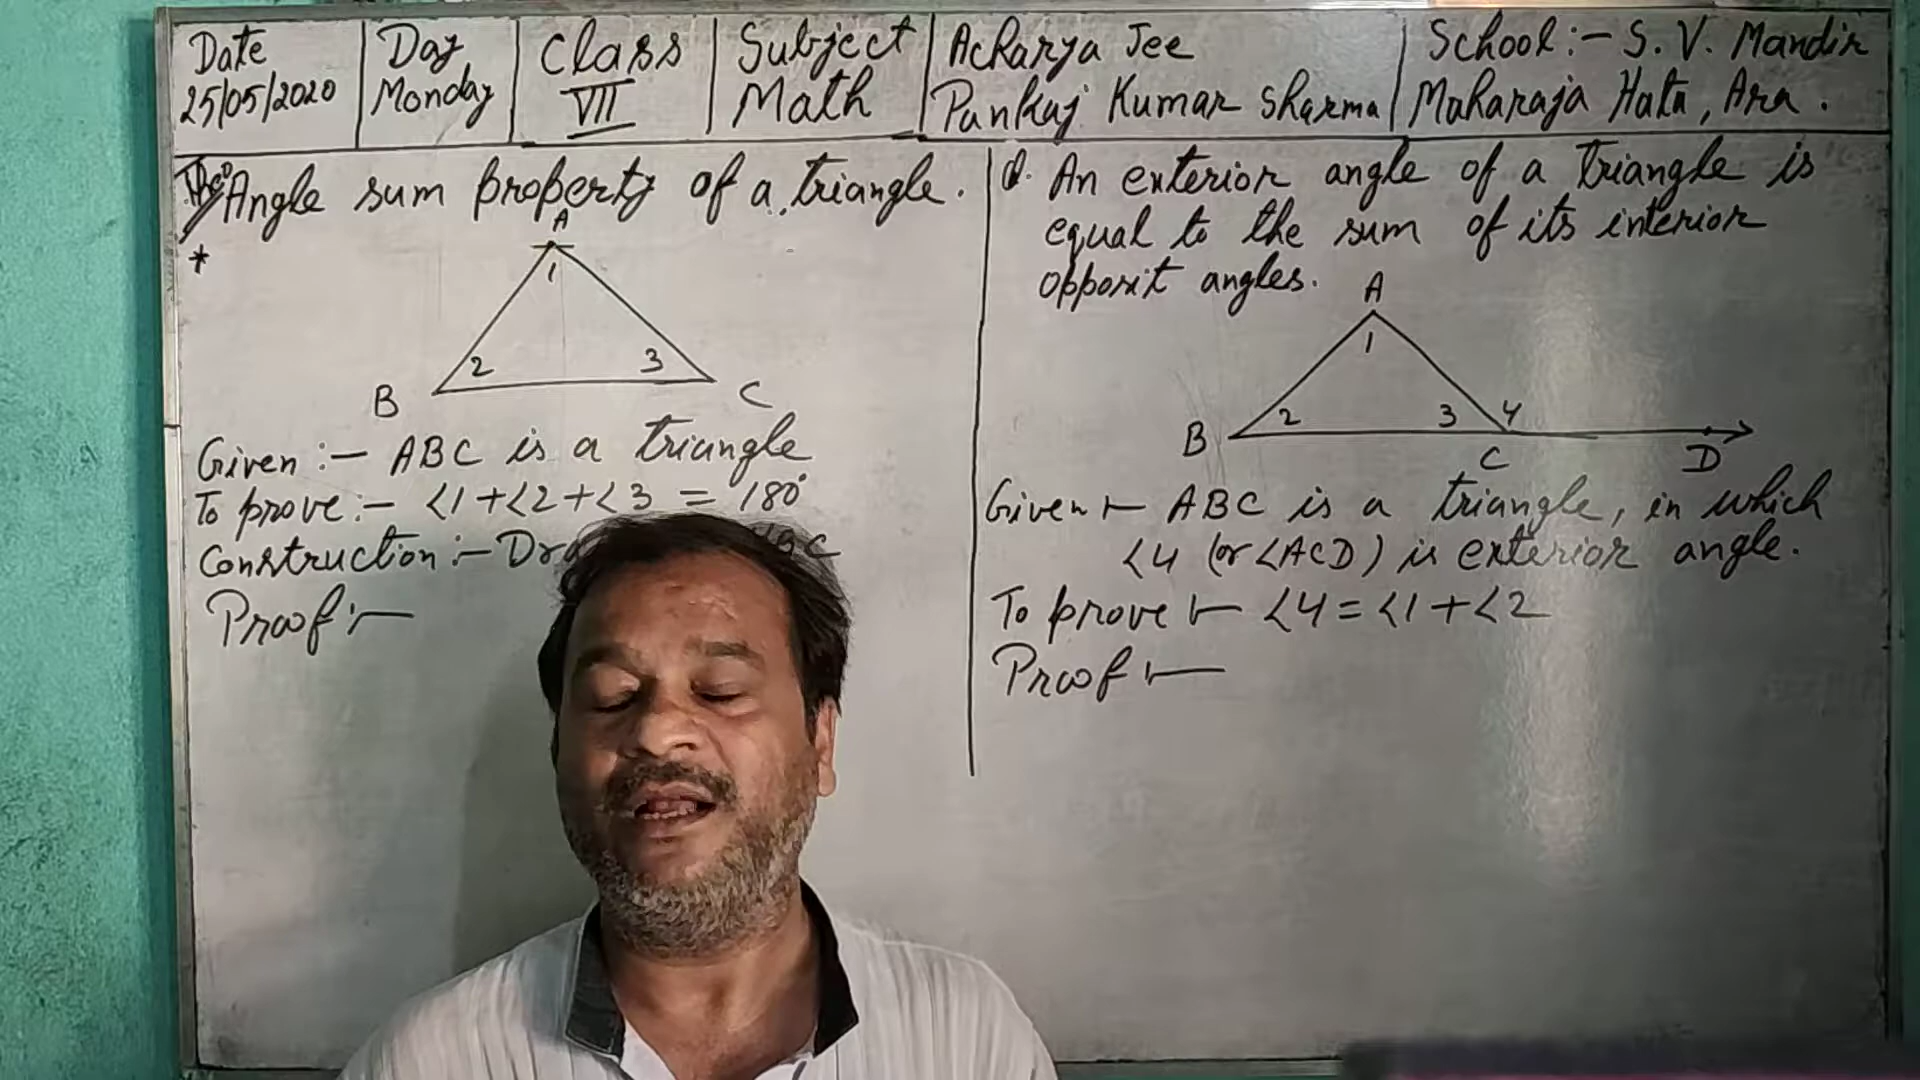 Date
25/05/2020
Day
Monday
Class
VII
Subject
Math
Acharya Jee
Pankaj Kumar Sharma
School:- S. V. Mandir
Maharaja Hata, Ara.
Angle sum property of a triangle.
*
A
1
2
3
B
C
Given :- ABC is a triangle
To prove:- ∠1+∠2+∠3 = 180°
Construction:-
Proof :-
An exterior angle of a triangle is
equal to the sum of its interior
opposit angles.
A
1
2
3
4
B
C
D
Given :- ABC is a triangle, in which
∠4 (or ∠ACD) is exterior angle.
To prove :- ∠4 = ∠1+∠2
Proof :-